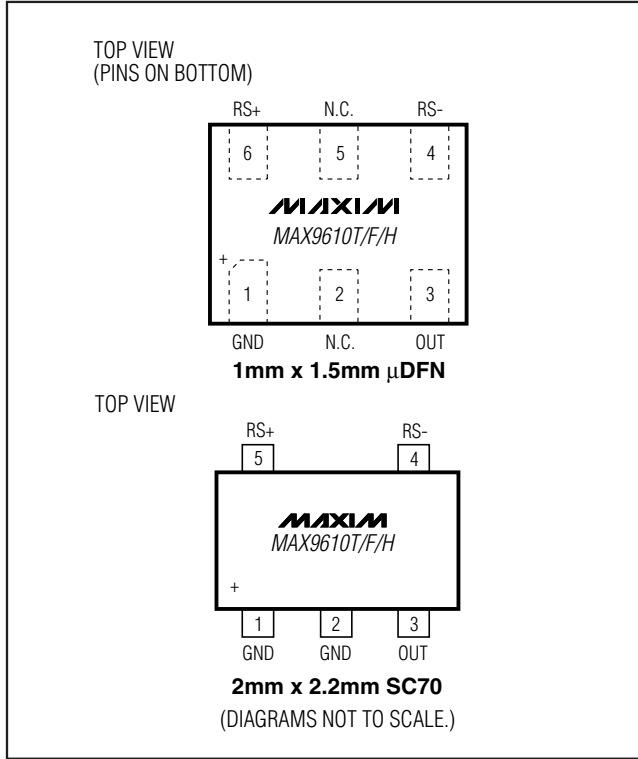 TOP VIEW
(PINS ON BOTTOM)
RS+ N.C. RS-
6 5 4
MAXIM
MAX9610T/F/H
+
1 2 3
GND N.C. OUT
1mm x 1.5mm µDFN
TOP VIEW
RS+ RS-
5 4
MAXIM
MAX9610T/F/H
+
1 2 3
GND GND OUT
2mm x 2.2mm SC70
(DIAGRAMS NOT TO SCALE.)